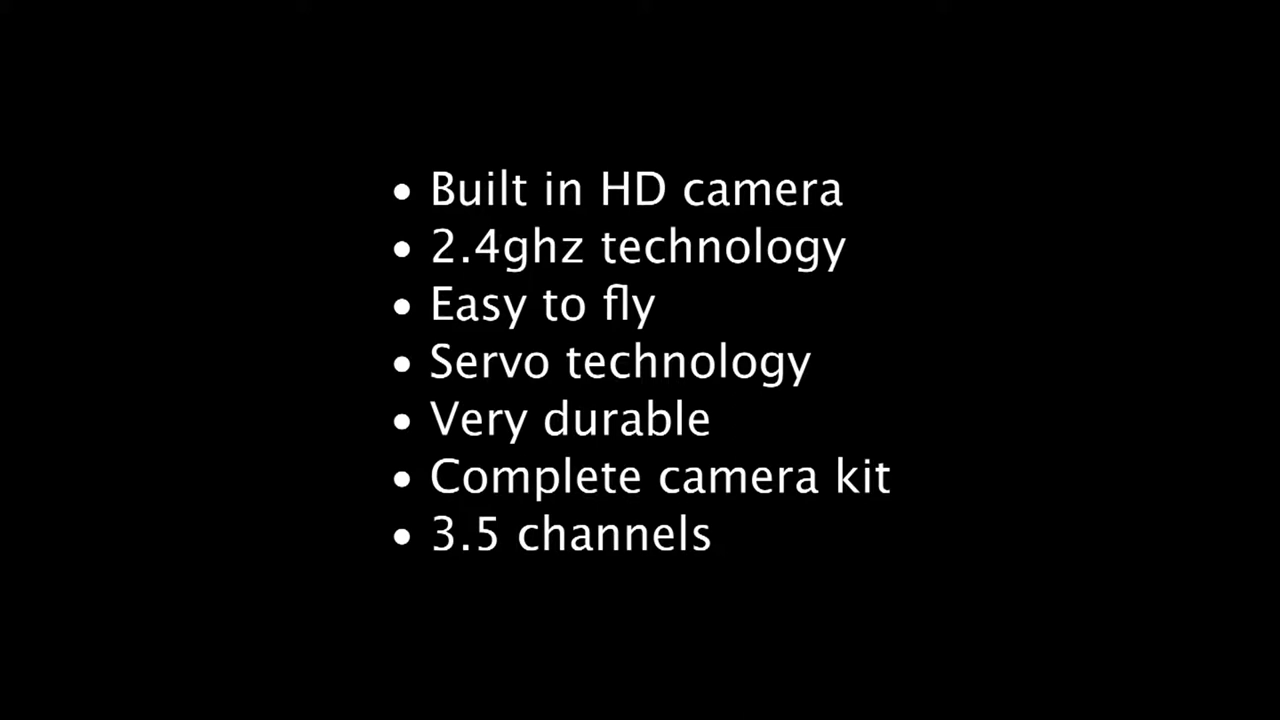 • Built in HD camera
• 2.4ghz technology
• Easy to fly
• Servo technology
• Very durable
• Complete camera kit
• 3.5 channels